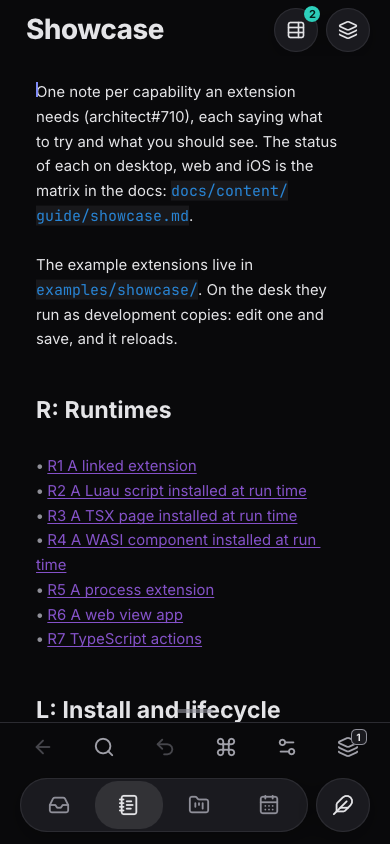 Showcase
2
One note per capability an extension
needs (architect#710), each saying what
to try and what you should see. The status
of each on desktop, web and iOS is the
matrix in the docs: docs/content/
guide/showcase.md.
The example extensions live in
examples/showcase/. On the desk they
run as development copies: edit one and
save, and it reloads.
R: Runtimes
• R1 A linked extension
• R2 A Luau script installed at run time
• R3 A TSX page installed at run time
• R4 A WASI component installed at run
time
• R5 A process extension
• R6 A web view app
• R7 TypeScript actions
L: Install and lifecycle
1